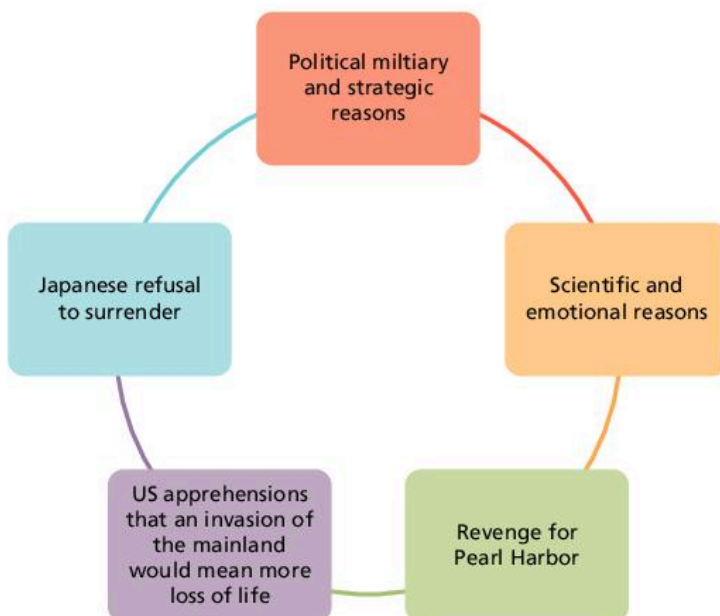 Political miltiary
and strategic
reasons
Scientific and
emotional reasons
Revenge for
Pearl Harbor
US apprehensions
that an invasion of
the mainland
would mean more
loss of life
Japanese refusal
to surrender